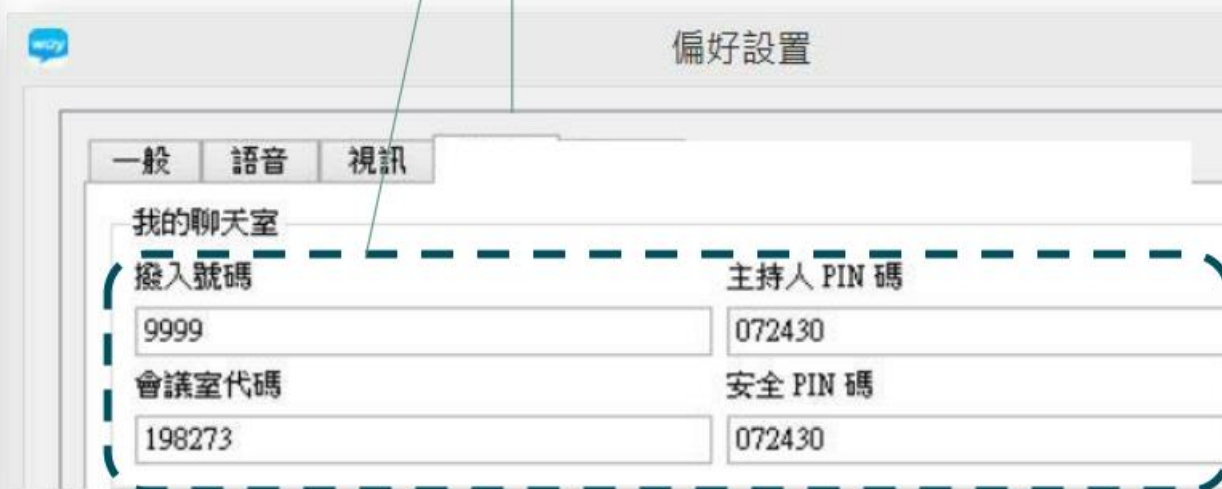 way
偏好設置
一般 語音 視訊
我的聊天室
撥入號碼 主持人 PIN 碼
9999 072430
會議室代碼 安全 PIN 碼
198273 072430